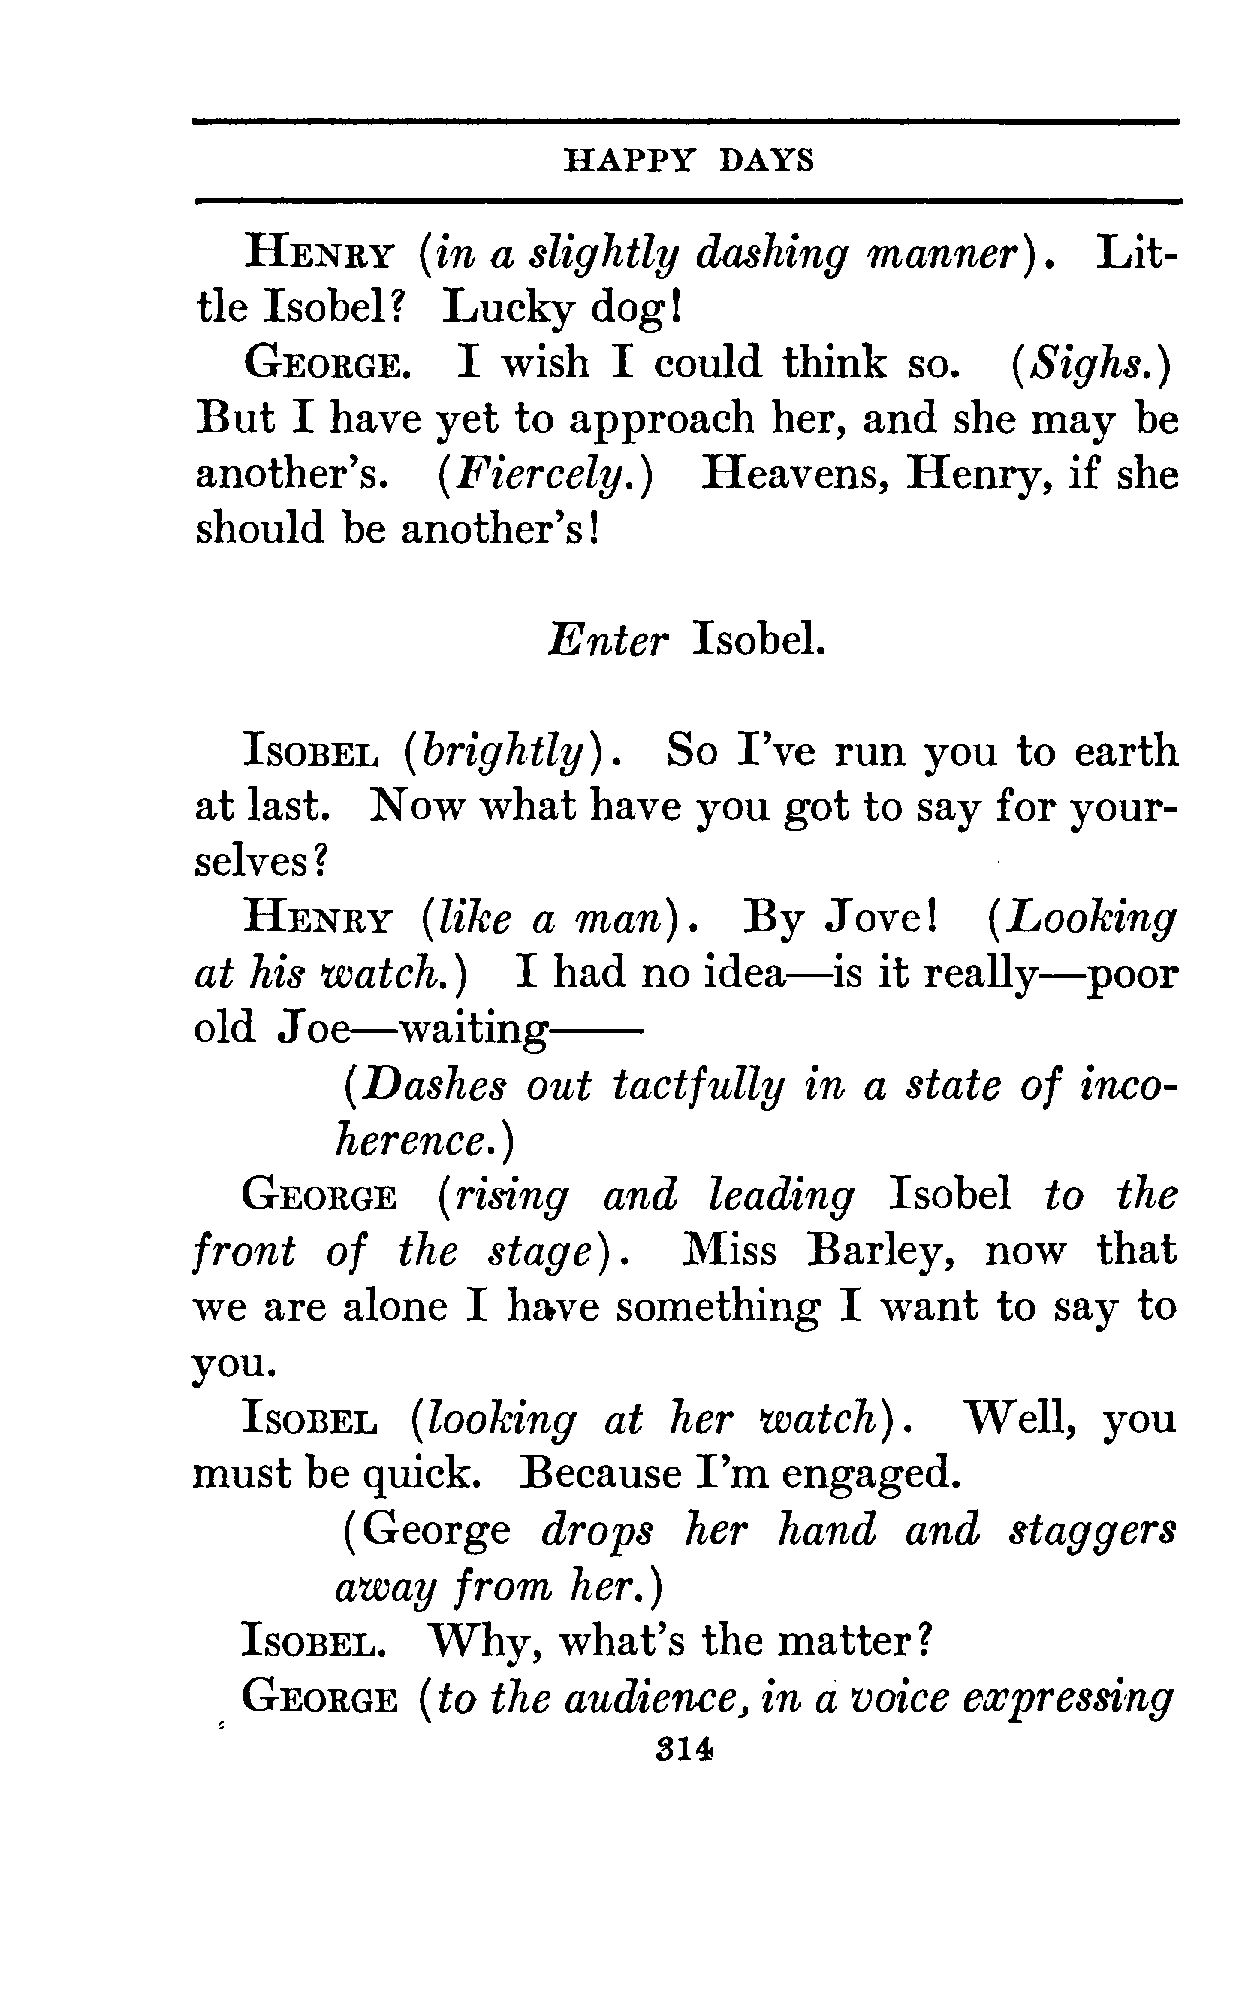 HAPPY DAYS
HENRY (in a slightly dashing manner). Lit-
tle Isobel? Lucky dog!
GEORGE. I wish I could think so. (Sighs.)
But I have yet to approach her, and she may be
another's. (Fiercely.) Heavens, Henry, if she
should be another's!
Enter Isobel.
ISOBEL (brightly). So I've run you to earth
at last. Now what have you got to say for your-
selves?
HENRY (like a man). By Jove! (Looking
at his watch.) I had no idea—is it really—poor
old Joe—waiting——
(Dashes out tactfully in a state of inco-
herence.)
GEORGE (rising and leading Isobel to the
front of the stage). Miss Barley, now that
we are alone I have something I want to say to
you.
ISOBEL (looking at her watch). Well, you
must be quick. Because I'm engaged.
(George drops her hand and staggers
away from her.)
ISOBEL. Why, what's the matter?
GEORGE (to the audience, in a voice expressing
314